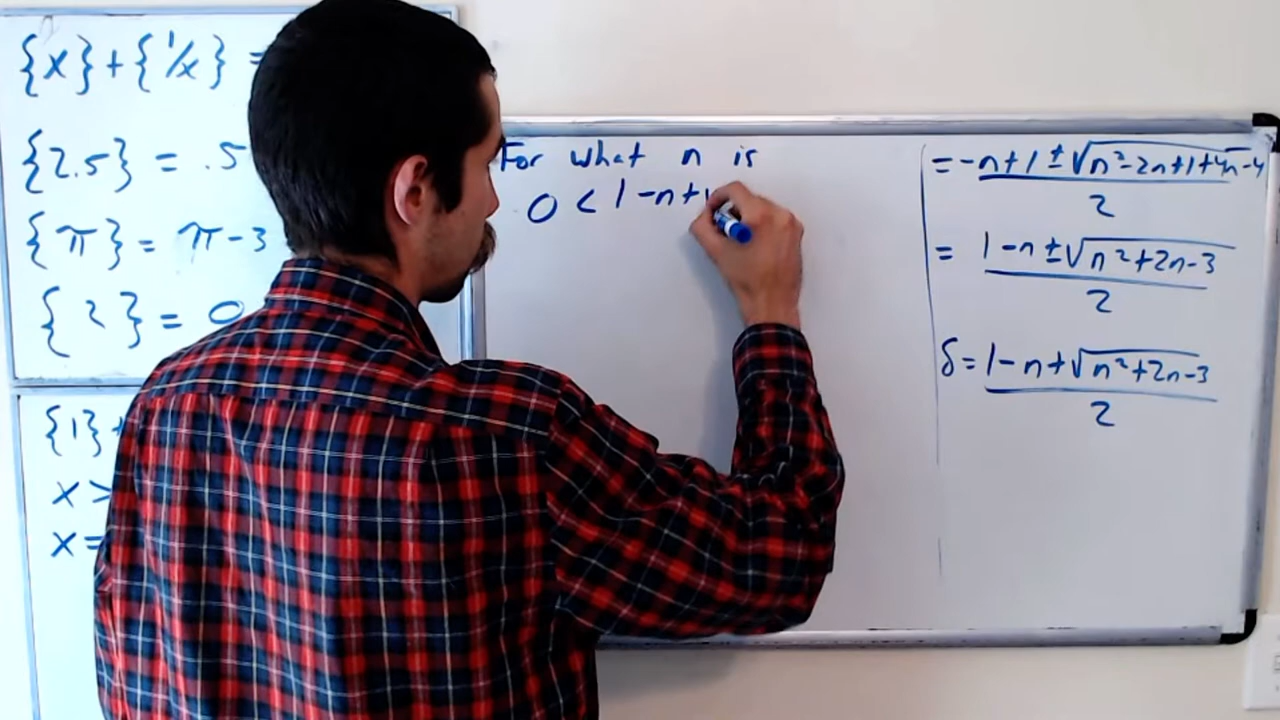 {x}+{1/x} =
{2.5} = .5
{π} = π-3
{2} = 0
{1} +
x >
x =
For what n is
0 < 1-n+
= -n+1 ± √n²-2n+1+4n-4
2
= 1-n ± √n²+2n-3
2
δ = 1-n+√n²+2n-3
2